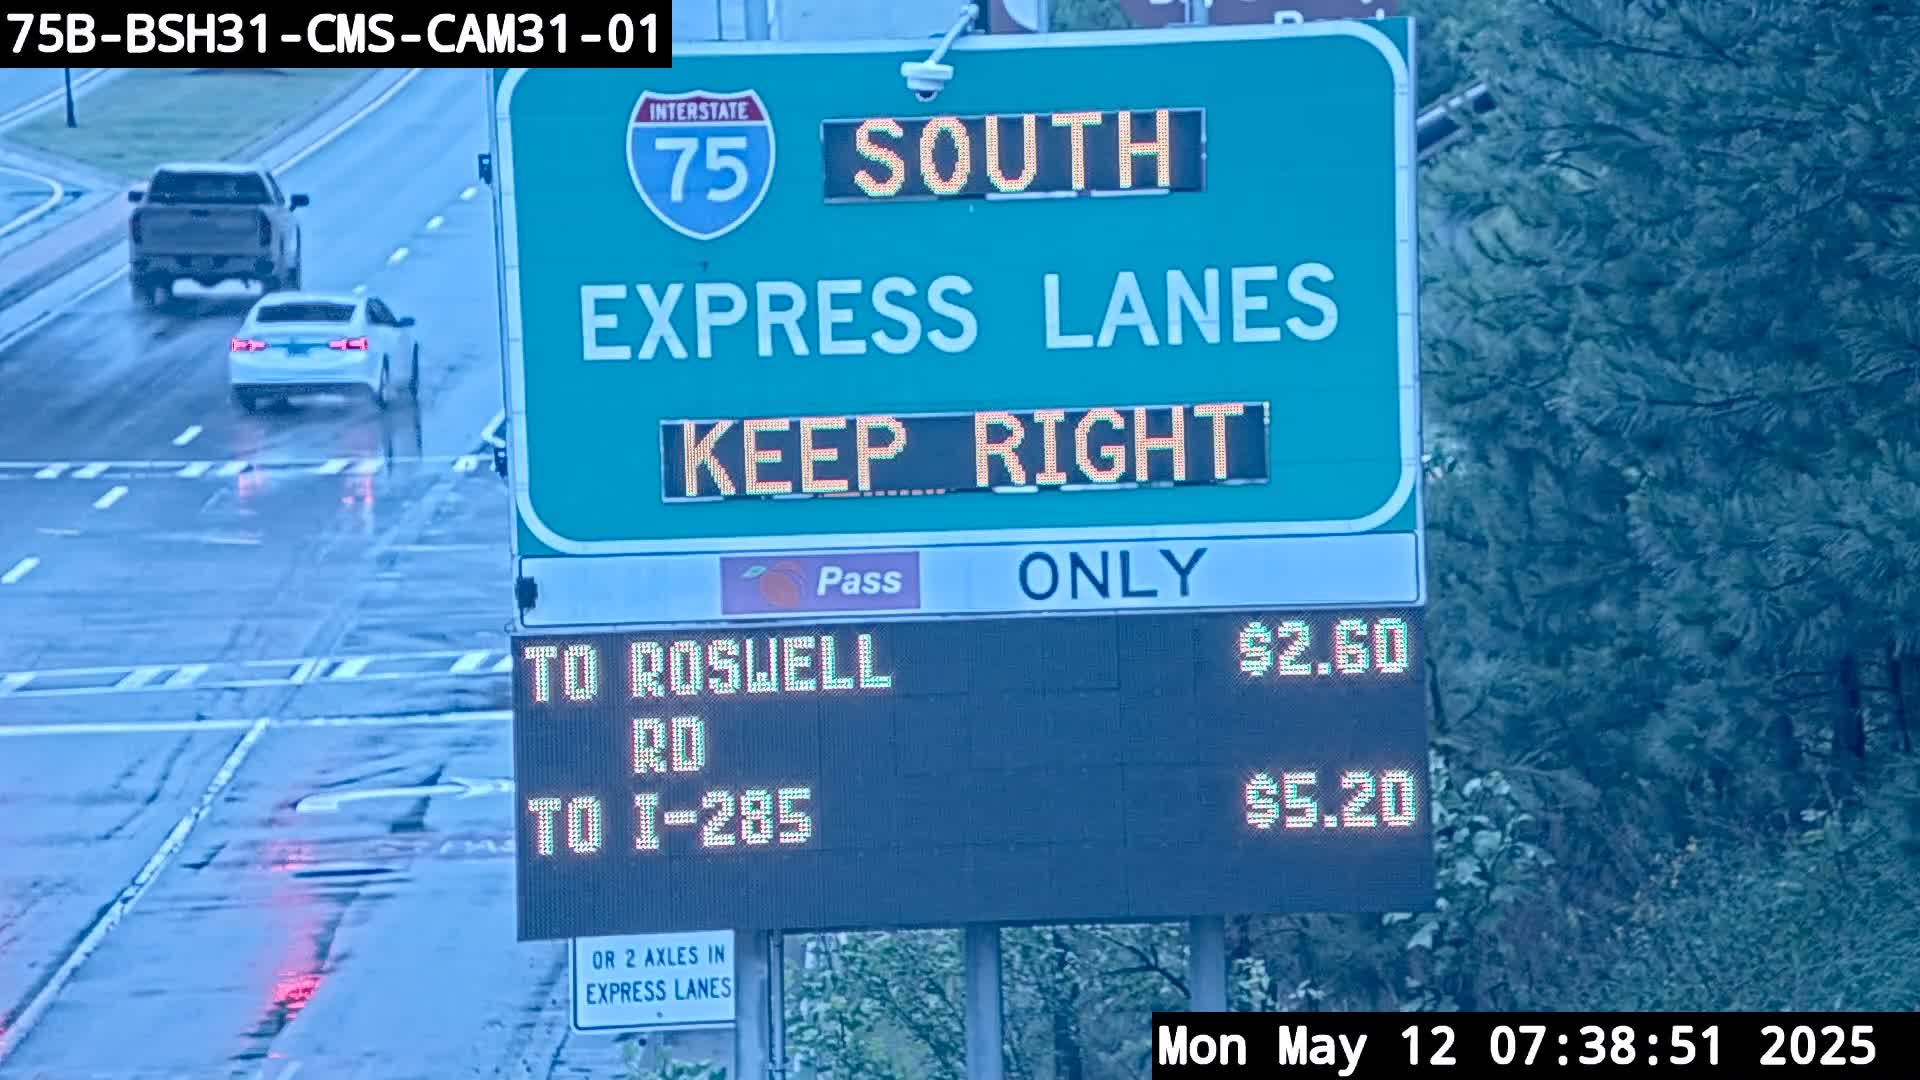 75B-BSH31-CMS-CAM31-01
INTERSTATE
75
SOUTH
EXPRESS LANES
KEEP RIGHT
Pass ONLY
TO ROSWELL $2.60
RD
TO I-285 $5.20
OR 2 AXLES IN
EXPRESS LANES
Mon May 12 07:38:51 2025